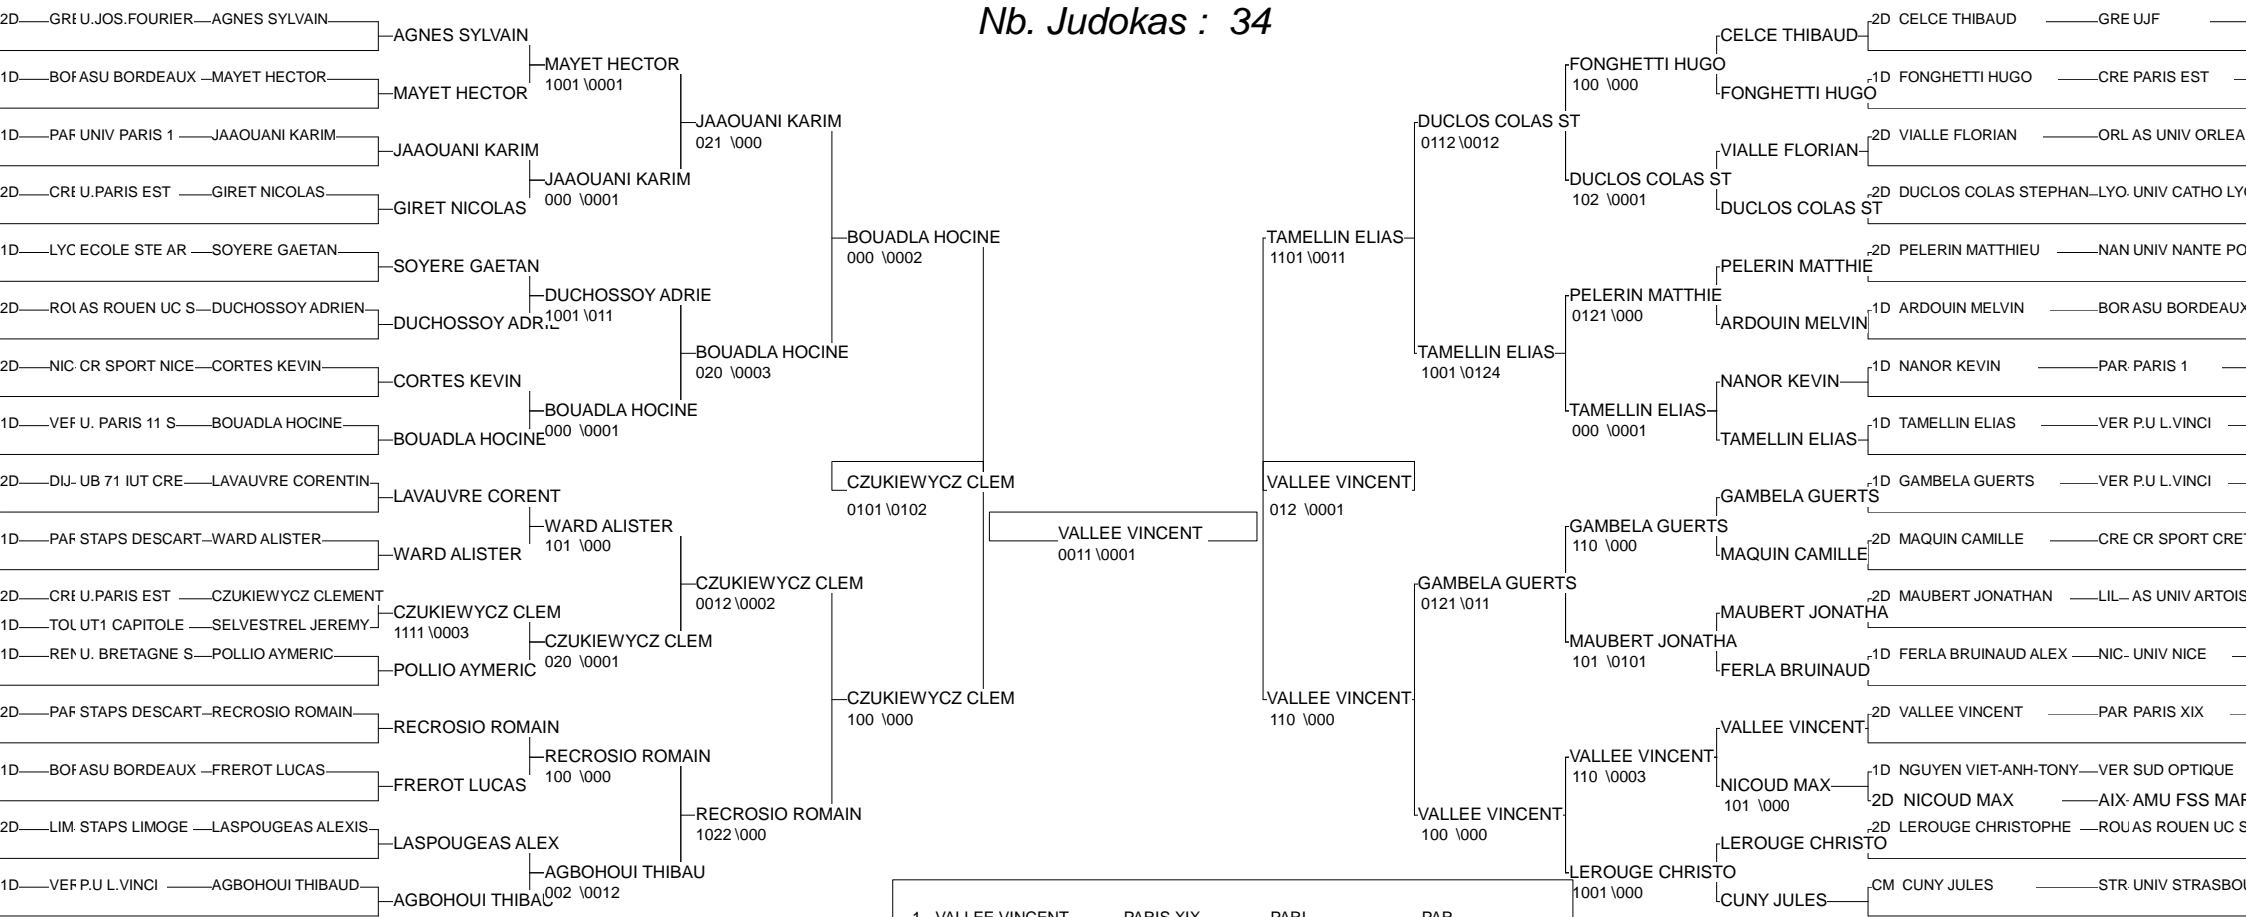 Nb. Judokas : 34
2D GRE U.JOS.FOURIER AGNES SYLVAIN
1D BOR ASU BORDEAUX MAYET HECTOR
1D PAR UNIV PARIS 1 JAAOUANI KARIM
2D CRE U.PARIS EST GIRET NICOLAS
1D LYC ECOLE STE AR SOYERE GAETAN
2D ROU AS ROUEN UC S DUCHOSSOY ADRIEN
2D NIC CR SPORT NICE CORTES KEVIN
1D VER U. PARIS 11 S BOUADLA HOCINE
2D DIJ UB 71 IUT CRE LAVAUVRE CORENTIN
1D PAR STAPS DESCART WARD ALISTER
2D CRE U.PARIS EST CZUKIEWYCZ CLEMENT
1D TOU UT1 CAPITOLE SELVESTREL JEREMY
1D REN U. BRETAGNE S POLLIO AYMERIC
2D PAR STAPS DESCART RECROSIO ROMAIN
1D BOR ASU BORDEAUX FREROT LUCAS
2D LIM STAPS LIMOGE LASPOUGEAS ALEXIS
1D VER P.U L.VINCI AGBOHOUI THIBAUD
AGNES SYLVAIN
MAYET HECTOR
JAAOUANI KARIM
GIRET NICOLAS
SOYERE GAETAN
DUCHOSSOY ADRIE
CORTES KEVIN
BOUADLA HOCINE
LAVAUVRE CORENT
WARD ALISTER
CZUKIEWYCZ CLEM
1111 \0003
POLLIO AYMERIC
RECROSIO ROMAIN
FREROT LUCAS
LASPOUGEAS ALEX
AGBOHOUI THIBAU
MAYET HECTOR
1001 \0001
JAAOUANI KARIM
000 \0001
DUCHOSSOY ADRIE
1001 \011
BOUADLA HOCINE
000 \0001
WARD ALISTER
101 \000
CZUKIEWYCZ CLEM
020 \0001
RECROSIO ROMAIN
100 \000
AGBOHOUI THIBAU
002 \0012
JAAOUANI KARIM
021 \000
BOUADLA HOCINE
020 \0003
CZUKIEWYCZ CLEM
0012 \0002
RECROSIO ROMAIN
1022 \000
BOUADLA HOCINE
000 \0002
CZUKIEWYCZ CLEM
0101 \0102
CZUKIEWYCZ CLEM
100 \000
VALLEE VINCENT
0011 \0001
TAMELLIN ELIAS
1101 \0011
VALLEE VINCENT
012 \0001
VALLEE VINCENT
110 \000
DUCLOS COLAS ST
0112 \0012
TAMELLIN ELIAS
1001 \0124
GAMBELA GUERTS
0121 \011
VALLEE VINCENT
100 \000
FONGHETTI HUGO
100 \000
DUCLOS COLAS ST
102 \0001
PELERIN MATTHIE
0121 \000
TAMELLIN ELIAS
000 \0001
GAMBELA GUERTS
110 \000
MAUBERT JONATHA
101 \0101
VALLEE VINCENT
110 \0003
LEROUGE CHRISTO
1001 \000
CELCE THIBAUD
FONGHETTI HUGO
VIALLE FLORIAN
DUCLOS COLAS ST
PELERIN MATTHIE
ARDOUIN MELVIN
NANOR KEVIN
TAMELLIN ELIAS
GAMBELA GUERTS
MAQUIN CAMILLE
MAUBERT JONATHA
FERLA BRUINAUD
VALLEE VINCENT
NICOUD MAX
101 \000
LEROUGE CHRISTO
CUNY JULES
2D CELCE THIBAUD GRE UJF
1D FONGHETTI HUGO CRE PARIS EST
2D VIALLE FLORIAN ORL AS UNIV ORLEA
2D DUCLOS COLAS STEPHAN LYO UNIV CATHO LYO
2D PELERIN MATTHIEU NAN UNIV NANTE PO
1D ARDOUIN MELVIN BOR ASU BORDEAUX
1D NANOR KEVIN PAR PARIS 1
1D TAMELLIN ELIAS VER P.U L.VINCI
1D GAMBELA GUERTS VER P.U L.VINCI
2D MAQUIN CAMILLE CRE CR SPORT CRET
2D MAUBERT JONATHAN LIL AS UNIV ARTOIS
1D FERLA BRUINAUD ALEX NIC UNIV NICE
2D VALLEE VINCENT PAR PARIS XIX
1D NGUYEN VIET-ANH-TONY VER SUD OPTIQUE
2D NICOUD MAX AIX AMU FSS MAR
2D LEROUGE CHRISTOPHE ROU AS ROUEN UC S
CM CUNY JULES STR UNIV STRASBOU
1 VALLEE VINCENT PARIS XIX PARI PAR